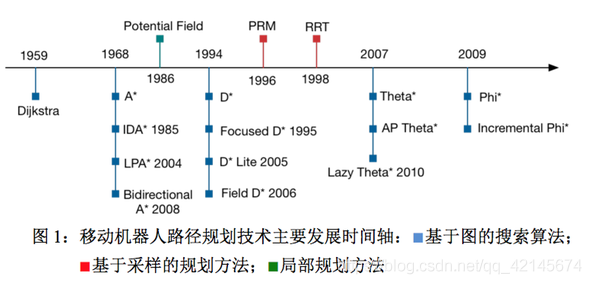 Potential Field PRM RRT
1959 1968 1994 2007 2009
1986 1996 1998
Dijkstra A* D* Theta* Phi*
IDA* 1985 Focused D* 1995 AP Theta* Incremental Phi*
LPA* 2004 D* Lite 2005 Lazy Theta* 2010
Bidirectional Field D* 2006
A* 2008
图 1：移动机器人路径规划技术主要发展时间轴：■基于图的搜索算法；
■基于采样的规划方法；■局部规划方法
blog.csdn.net/qq_42145674